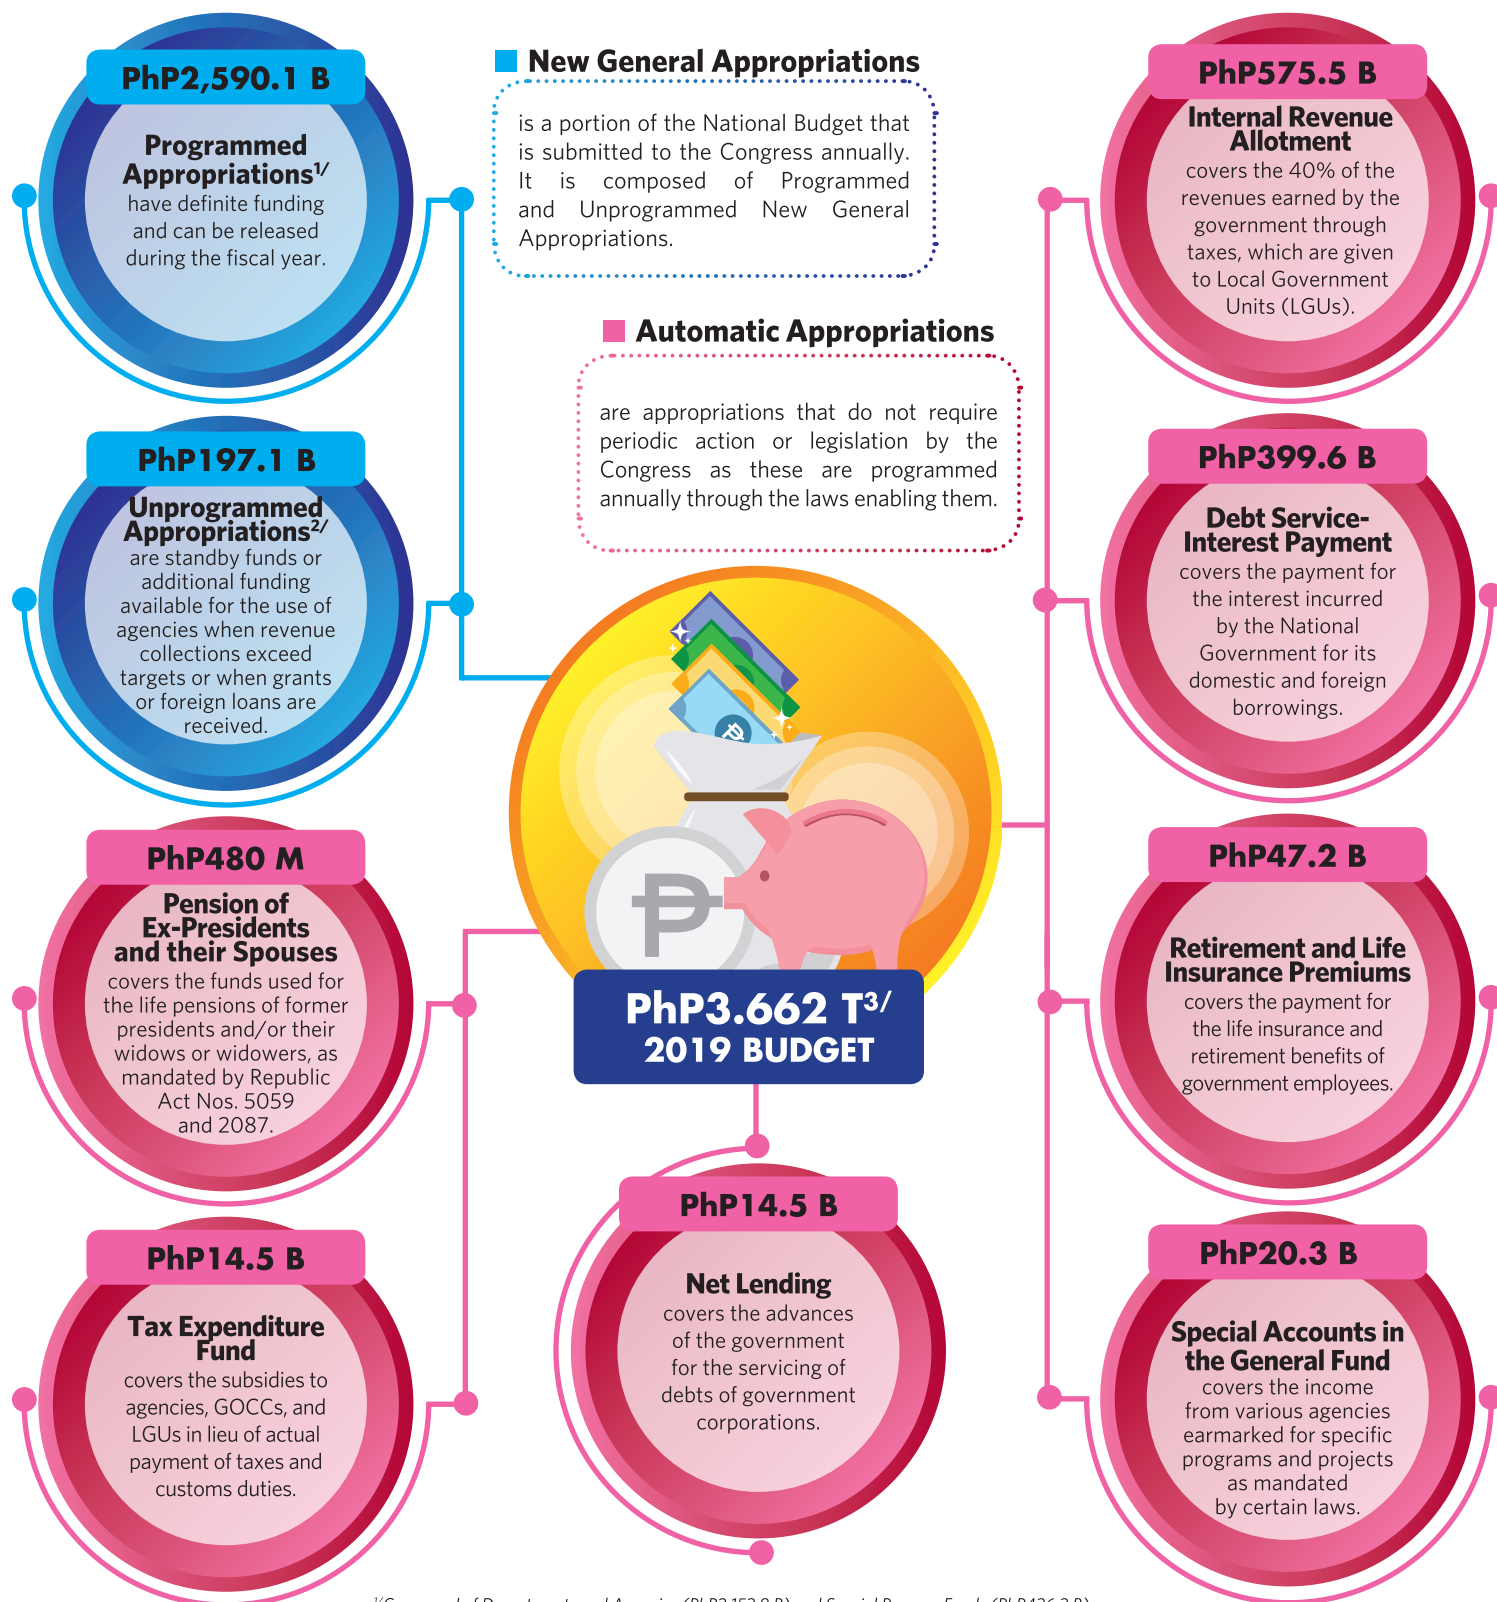 PhP2,590.1 B
Programmed
Appropriations1/
have definite funding
and can be released
during the fiscal year.
PhP197.1 B
Unprogrammed
Appropriations2/
are standby funds or
additional funding
available for the use of
agencies when revenue
collections exceed
targets or when grants
or foreign loans are
received.
PhP480 M
Pension of
Ex-Presidents
and their Spouses
covers the funds used for
the life pensions of former
presidents and/or their
widows or widowers, as
mandated by Republic
Act Nos. 5059
and 2087.
PhP14.5 B
Tax Expenditure
Fund
covers the subsidies to
agencies, GOCCs, and
LGUs in lieu of actual
payment of taxes and
customs duties.
New General Appropriations
is a portion of the National Budget that
is submitted to the Congress annually.
It is composed of Programmed
and Unprogrammed New General
Appropriations.
Automatic Appropriations
are appropriations that do not require
periodic action or legislation by the
Congress as these are programmed
annually through the laws enabling them.
PhP3.662 T3/
2019 BUDGET
PhP14.5 B
Net Lending
covers the advances
of the government
for the servicing of
debts of government
corporations.
PhP575.5 B
Internal Revenue
Allotment
covers the 40% of the
revenues earned by the
government through
taxes, which are given
to Local Government
Units (LGUs).
PhP399.6 B
Debt Service-
Interest Payment
covers the payment for
the interest incurred
by the National
Government for its
domestic and foreign
borrowings.
PhP47.2 B
Retirement and Life
Insurance Premiums
covers the payment for
the life insurance and
retirement benefits of
government employees.
PhP20.3 B
Special Accounts in
the General Fund
covers the income
from various agencies
earmarked for specific
programs and projects
as mandated
by certain laws.